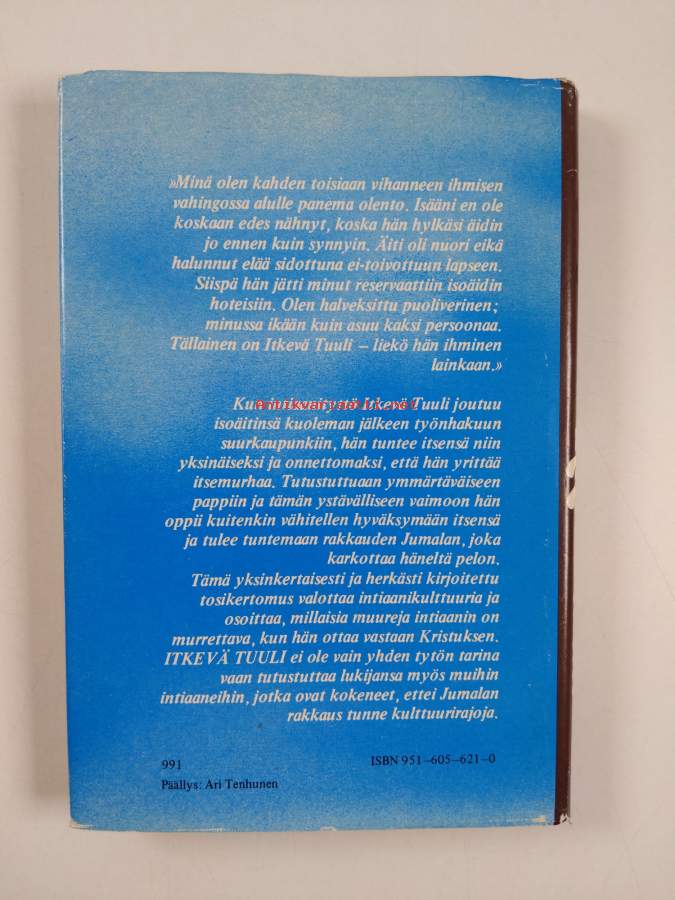 »Minä olen kahden toisiaan vihanneen ihmisen
vahingossa alulle panema olento. Isääni en ole
koskaan edes nähnyt, koska hän hylkäsi äidin
jo ennen kuin synnyin. Äiti oli nuori eikä
halunnut elää sidottuna ei-toivottuun lapseen.
Siispä hän jätti minut reservaattiin isoäidin
hoteisiin. Olen halveksittu puoliverinen;
minussa ikään kuin asuu kaksi persoonaa.
Tällainen on Itkevä Tuuli – liekö hän ihminen
lainkaan.»
Kun Itkevä Tuuli joutuu
isoäitinsä kuoleman jälkeen työnhakuun
suurkaupunkiin, hän tuntee itsensä niin
yksinäiseksi ja onnettomaksi, että hän yrittää
itsemurhaa. Tutustuttuaan ymmärtäväiseen
pappiin ja tämän ystävälliseen vaimoon hän
oppii kuitenkin vähitellen hyväksymään itsensä
ja tulee tuntemaan rakkauden Jumalan, joka
karkottaa häneltä pelon.
Tämä yksinkertaisesti ja herkästi kirjoitettu
tosikertomus valottaa intiaanikulttuuria ja
osoittaa, millaisia muureja intiaanin on
murrettava, kun hän ottaa vastaan Kristuksen.
ITKEVÄ TUULI ei ole vain yhden tytön tarina
vaan tutustuttaa lukijansa myös muihin
intiaaneihin, jotka ovat kokeneet, ettei Jumalan
rakkaus tunne kulttuurirajoja.
991
ISBN 951–605–621–0
Päällys: Ari Tenhunen